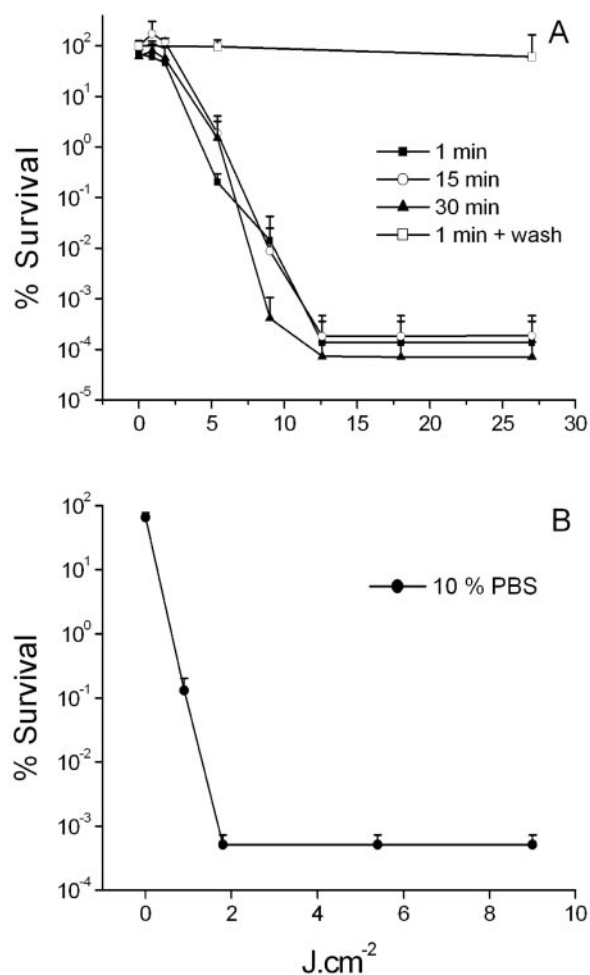 A
% Survival
10²
10¹
10⁰
10⁻¹
10⁻²
10⁻³
10⁻⁴
10⁻⁵
1 min
15 min
30 min
1 min + wash
0 5 10 15 20 25 30
B
% Survival
10²
10¹
10⁰
10⁻¹
10⁻²
10⁻³
10⁻⁴
10 % PBS
0 2 4 6 8 10
J.cm⁻²